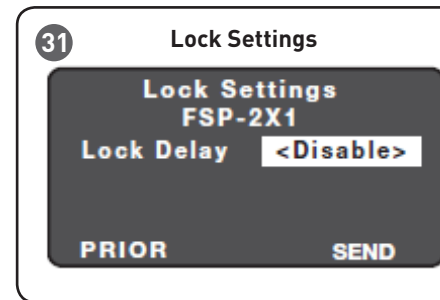 31
Lock Settings
Lock Settings
FSP-2X1
Lock Delay <Disable>
PRIOR SEND